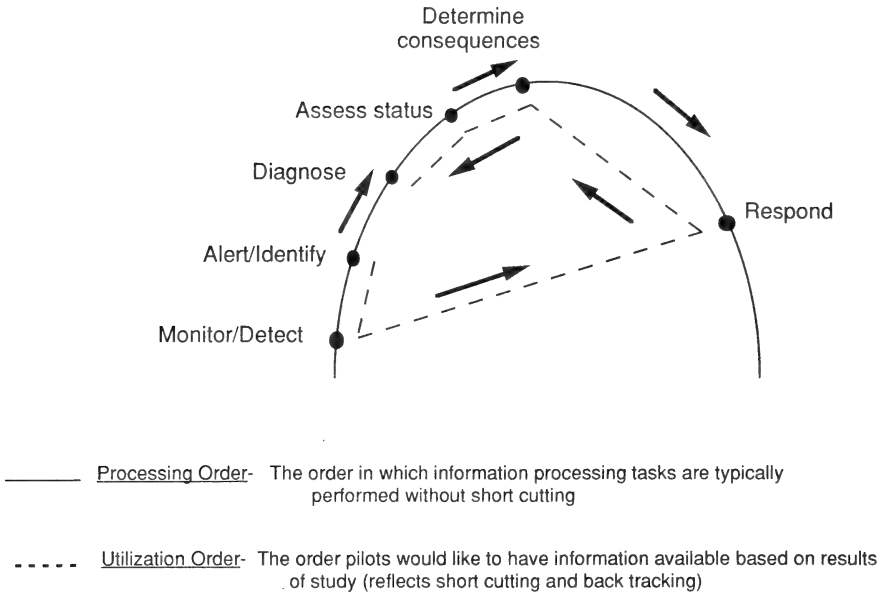 Determine
consequences
Assess status
Diagnose
Respond
Alert/Identify
Monitor/Detect
Processing Order- The order in which information processing tasks are typically
performed without short cutting
Utilization Order- The order pilots would like to have information available based on results
of study (reflects short cutting and back tracking)